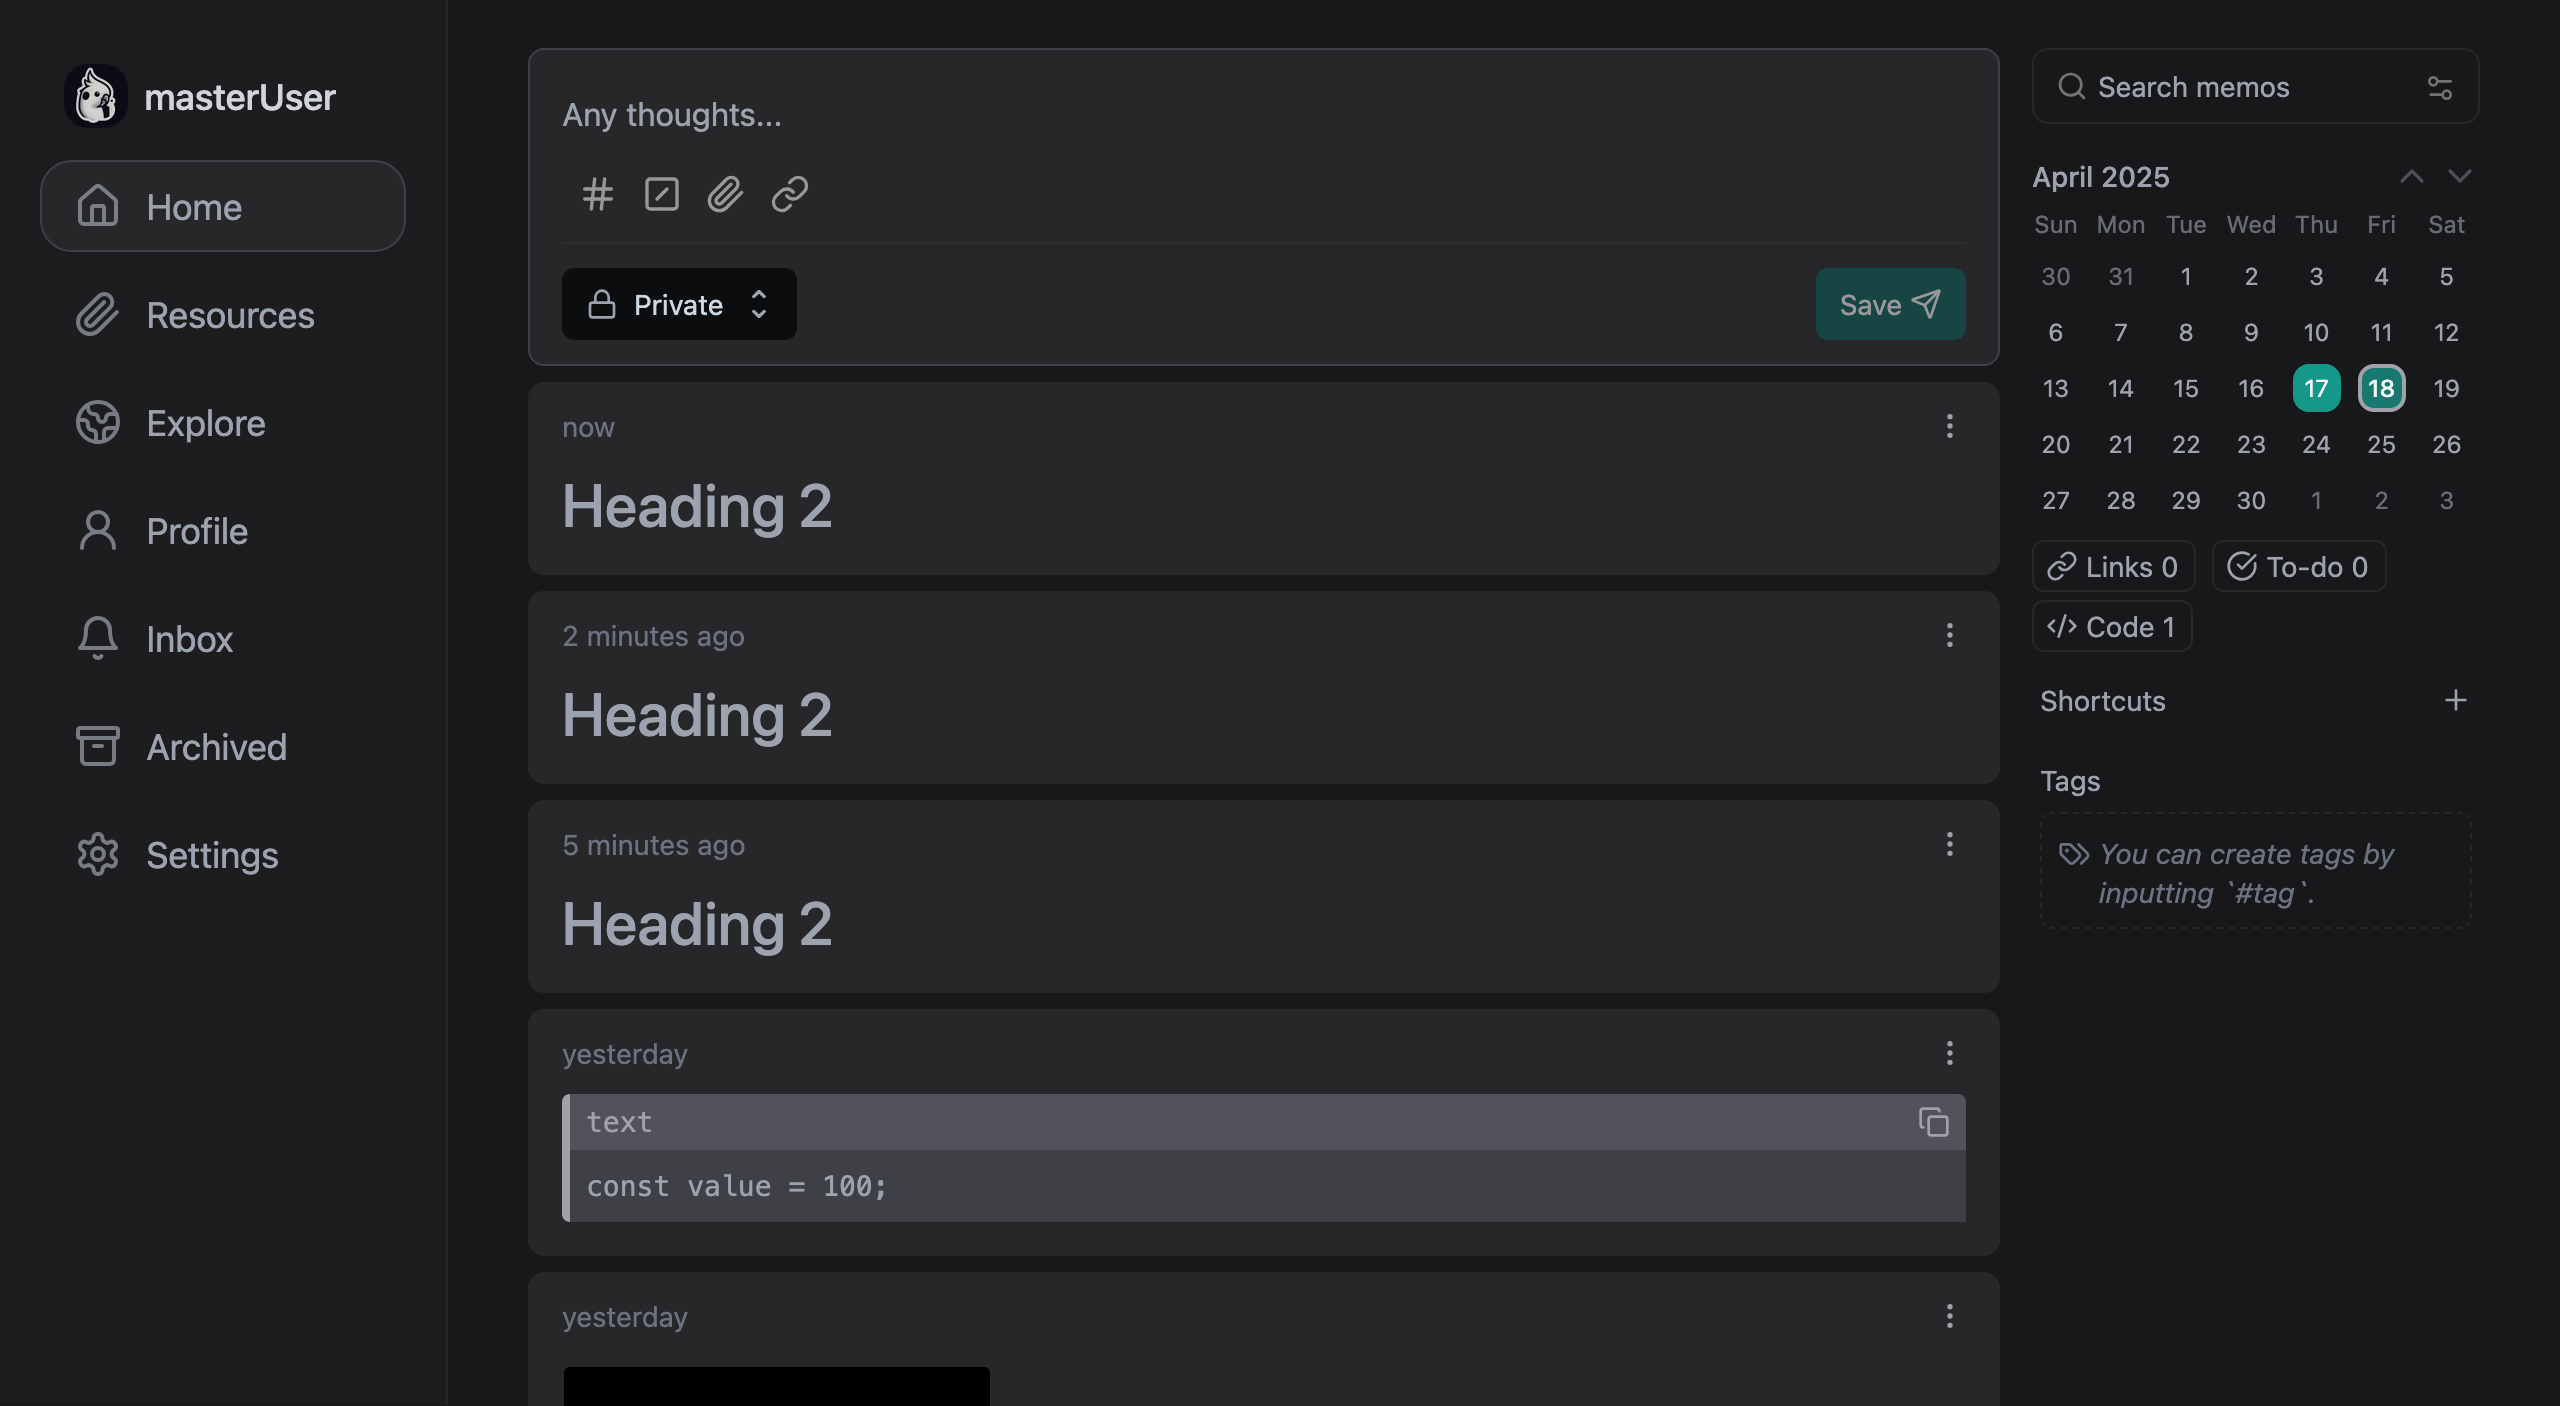 masterUser
Home
Resources
Explore
Profile
Inbox
Archived
Settings
Any thoughts...
Private
Save
now
Heading 2
2 minutes ago
Heading 2
5 minutes ago
Heading 2
yesterday
text
const value = 100;
yesterday
Search memos
April 2025
Sun Mon Tue Wed Thu Fri Sat
30 31 1 2 3 4 5
6 7 8 9 10 11 12
13 14 15 16 17 18 19
20 21 22 23 24 25 26
27 28 29 30 1 2 3
Links 0 To-do 0
Code 1
Shortcuts
Tags
You can create tags by
inputting `#tag`.